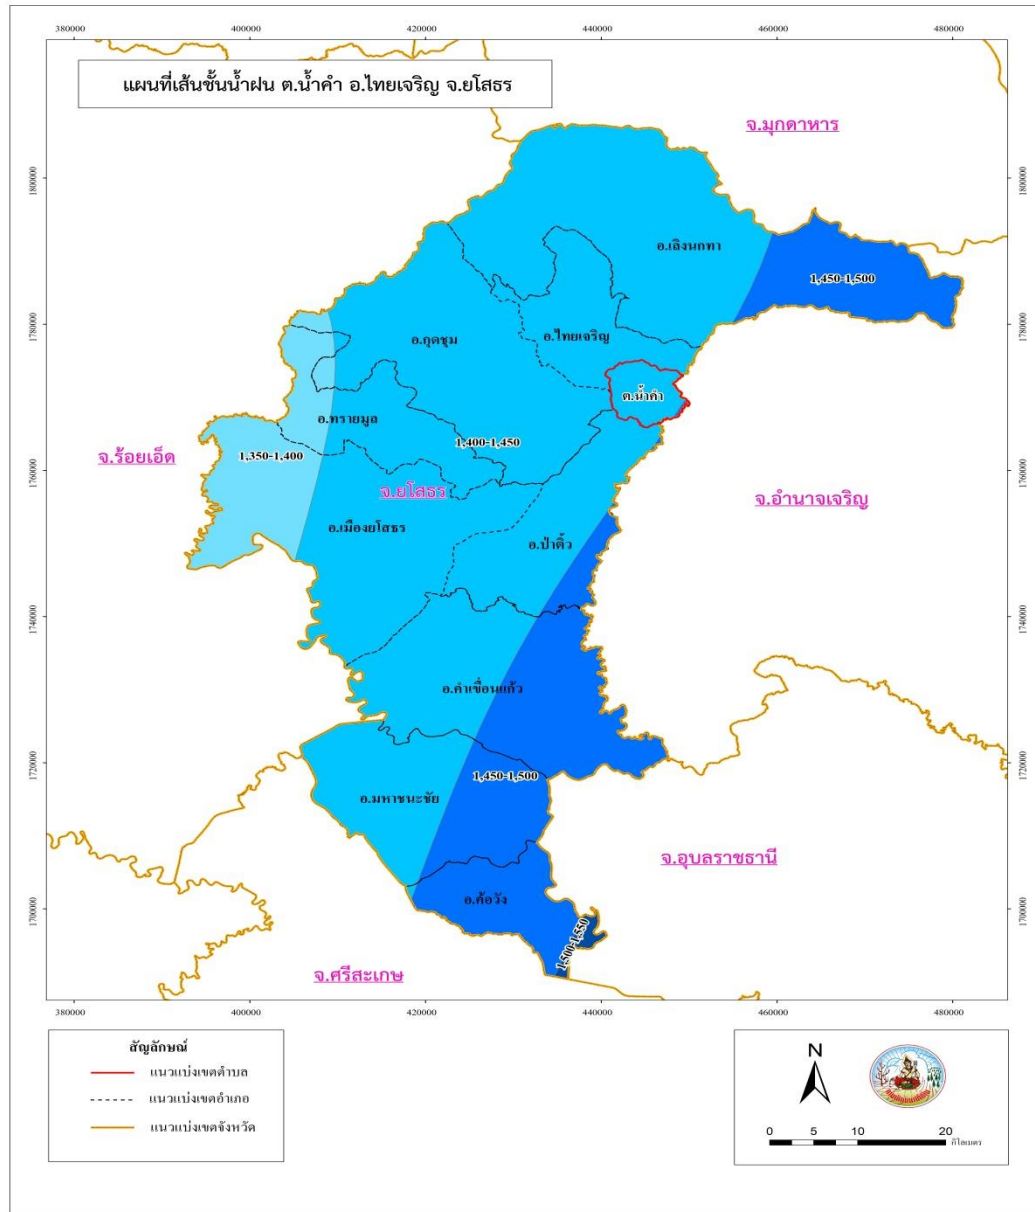 380000 400000 420000 440000 460000 480000
แผนที่เส้นชั้นน้ำฝน ต.น้ำคำ อ.ไทยเจริญ จ.ยโสธร
จ.มุกดาหาร
1800000 1800000
อ.เลิงนกทา
1,450-1,500
1780000 1780000
อ.กุดชุม
อ.ไทยเจริญ
ต.น้ำคำ
อ.ทรายมูล
1,400-1,450
จ.ร้อยเอ็ด
1,350-1,400
1760000 1760000
จ.ยโสธร
จ.อำนาจเจริญ
อ.เมืองยโสธร
อ.ป่าติ้ว
1740000 1740000
อ.คำเขื่อนแก้ว
1720000 1720000
1,450-1,500
อ.มหาชนะชัย
จ.อุบลราชธานี
อ.ค้อวัง
1700000 1700000
1,500-1,550
จ.ศรีสะเกษ
380000 400000 420000 440000 460000 480000
สัญลักษณ์
แนวแบ่งเขตตำบล
แนวแบ่งเขตอำเภอ
แนวแบ่งเขตจังหวัด
N
0 5 10 20
กิโลเมตร